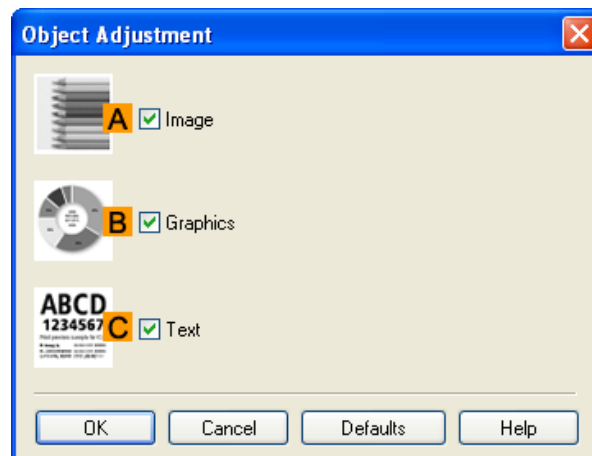 Object Adjustment
A Image
B Graphics
ABCD
1234567
C Text
OK Cancel Defaults Help